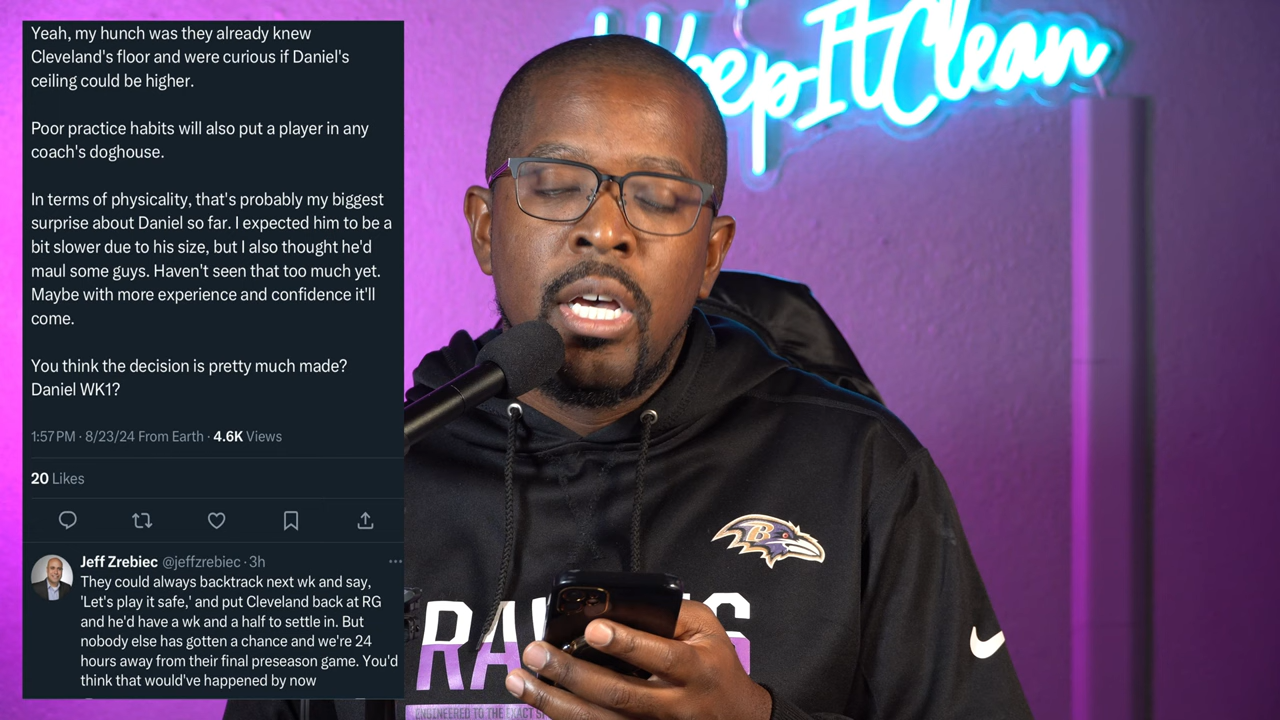 Yeah, my hunch was they already knew
Cleveland's floor and were curious if Daniel's
ceiling could be higher.
Poor practice habits will also put a player in any
coach's doghouse.
In terms of physicality, that's probably my biggest
surprise about Daniel so far. I expected him to be a
bit slower due to his size, but I also thought he'd
maul some guys. Haven't seen that too much yet.
Maybe with more experience and confidence it'll
come.
You think the decision is pretty much made?
Daniel WK1?
1:57 PM · 8/23/24 From Earth · 4.6K Views
20 Likes
Jeff Zrebiec @jeffzrebiec · 3h
They could always backtrack next wk and say,
'Let's play it safe,' and put Cleveland back at RG
and he'd have a wk and a half to settle in. But
nobody else has gotten a chance and we're 24
hours away from their final preseason game. You'd
think that would've happened by now
KeepItClean
B
ENGINEERED TO THE EXACT